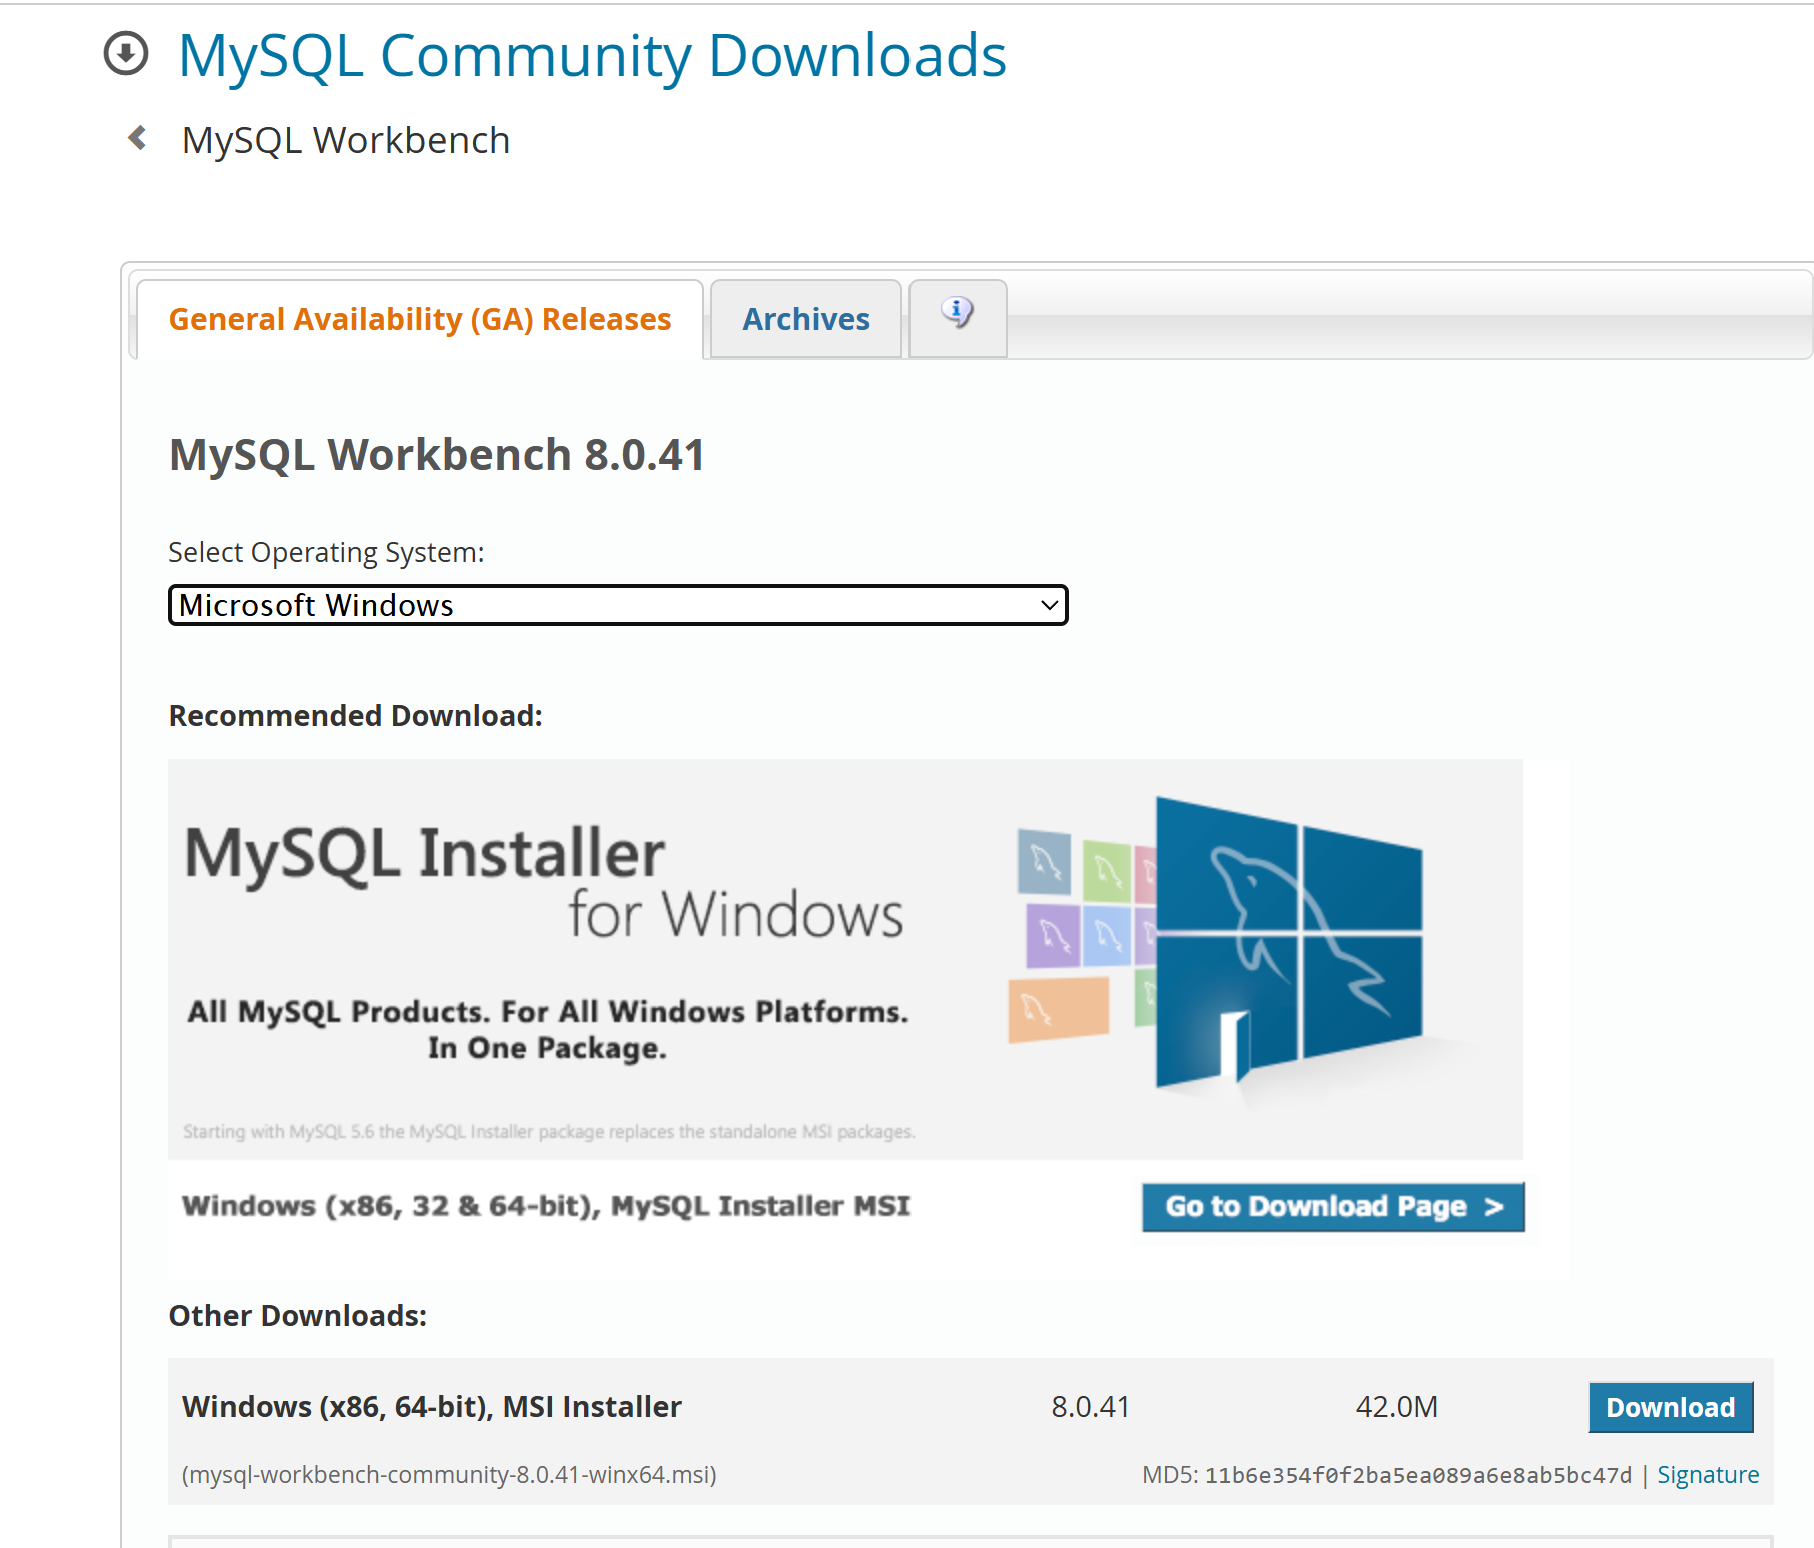 MySQL Community Downloads
MySQL Workbench
General Availability (GA) Releases
Archives
MySQL Workbench 8.0.41
Select Operating System:
Microsoft Windows
Recommended Download:
MySQL Installer
for Windows
All MySQL Products. For All Windows Platforms.
In One Package.
Starting with MySQL 5.6 the MySQL Installer package replaces the standalone MSI packages.
Windows (x86, 32 & 64-bit), MySQL Installer MSI
Go to Download Page >
Other Downloads:
Windows (x86, 64-bit), MSI Installer 8.0.41 42.0M Download
(mysql-workbench-community-8.0.41-winx64.msi) MD5: 11b6e354f0f2ba5ea089a6e8ab5bc47d | Signature